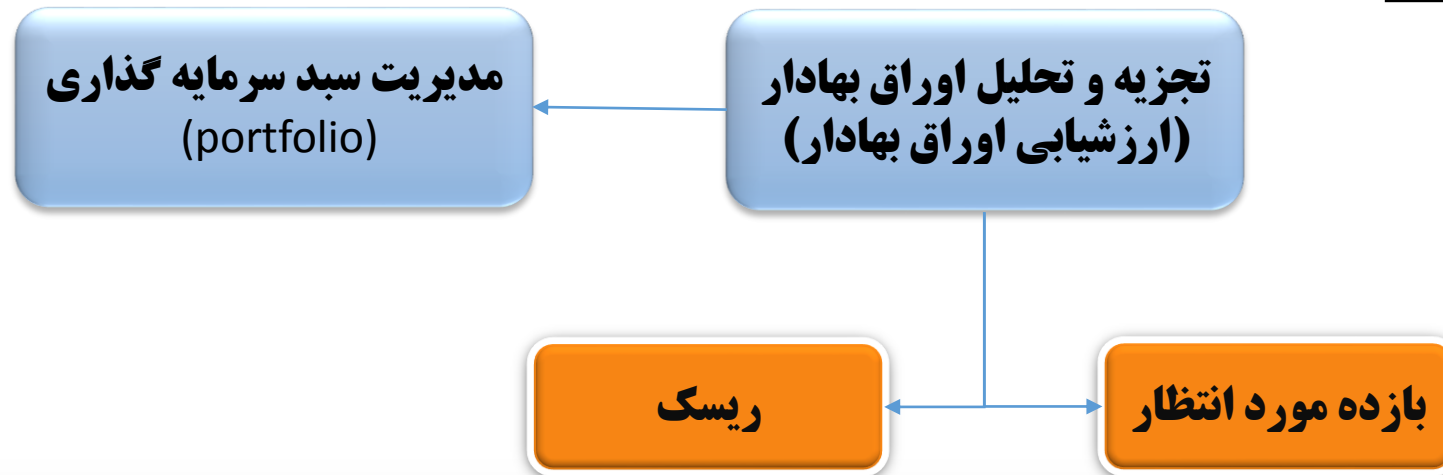 تجزیه و تحلیل اوراق بهادار
(ارزشیابی اوراق بهادار)
مدیریت سبد سرمایه گذاری
(portfolio)
بازده مورد انتظار
ریسک